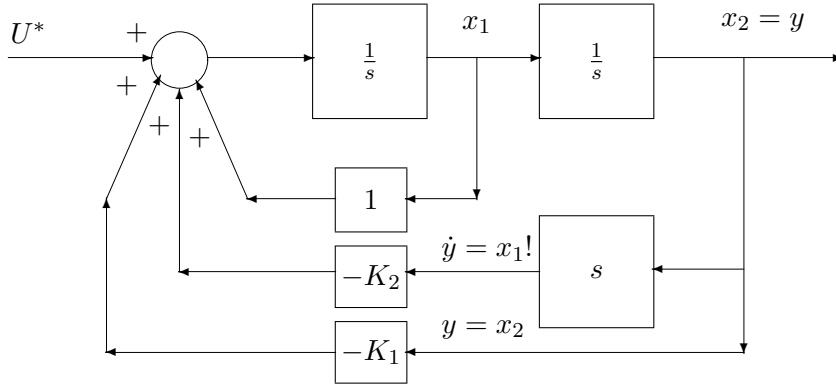 U* + 1/s x₁ 1/s x₂ = y
+
+
+
1
ẏ = x₁!
−K₂ s
y = x₂
−K₁